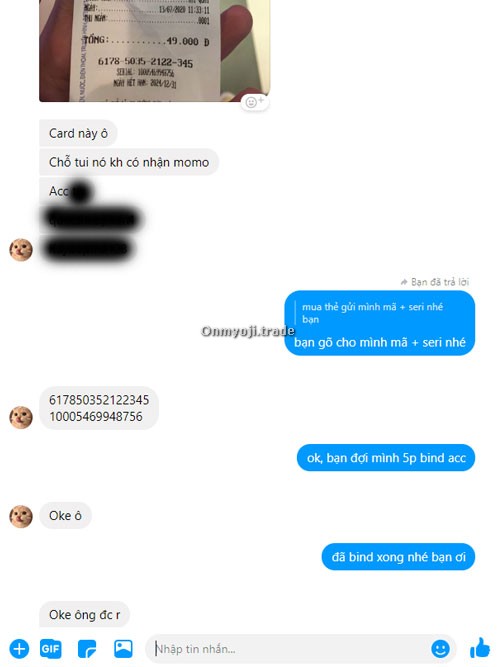 NGÀY: 15/07/2020 11:33:11
THU NGÂN: .0001
TỔNG:...........49.000 Đ
6178-5035-2122-345
SERIAL: 10005469948756
NGÀY HẾT HẠN: 2024/12/31
Card này ô
Chỗ tui nó kh có nhận momo
Acc
Bạn đã trả lời
mua thẻ gửi mình mã + seri nhé
bạn
bạn gõ cho mình mã + seri nhé
Onmyoji.trade
617850352122345
10005469948756
ok, bạn đợi mình 5p bind acc
Oke ô
đã bind xong nhé bạn ơi
Oke ông đc r
GIF
Nhập tin nhắn...